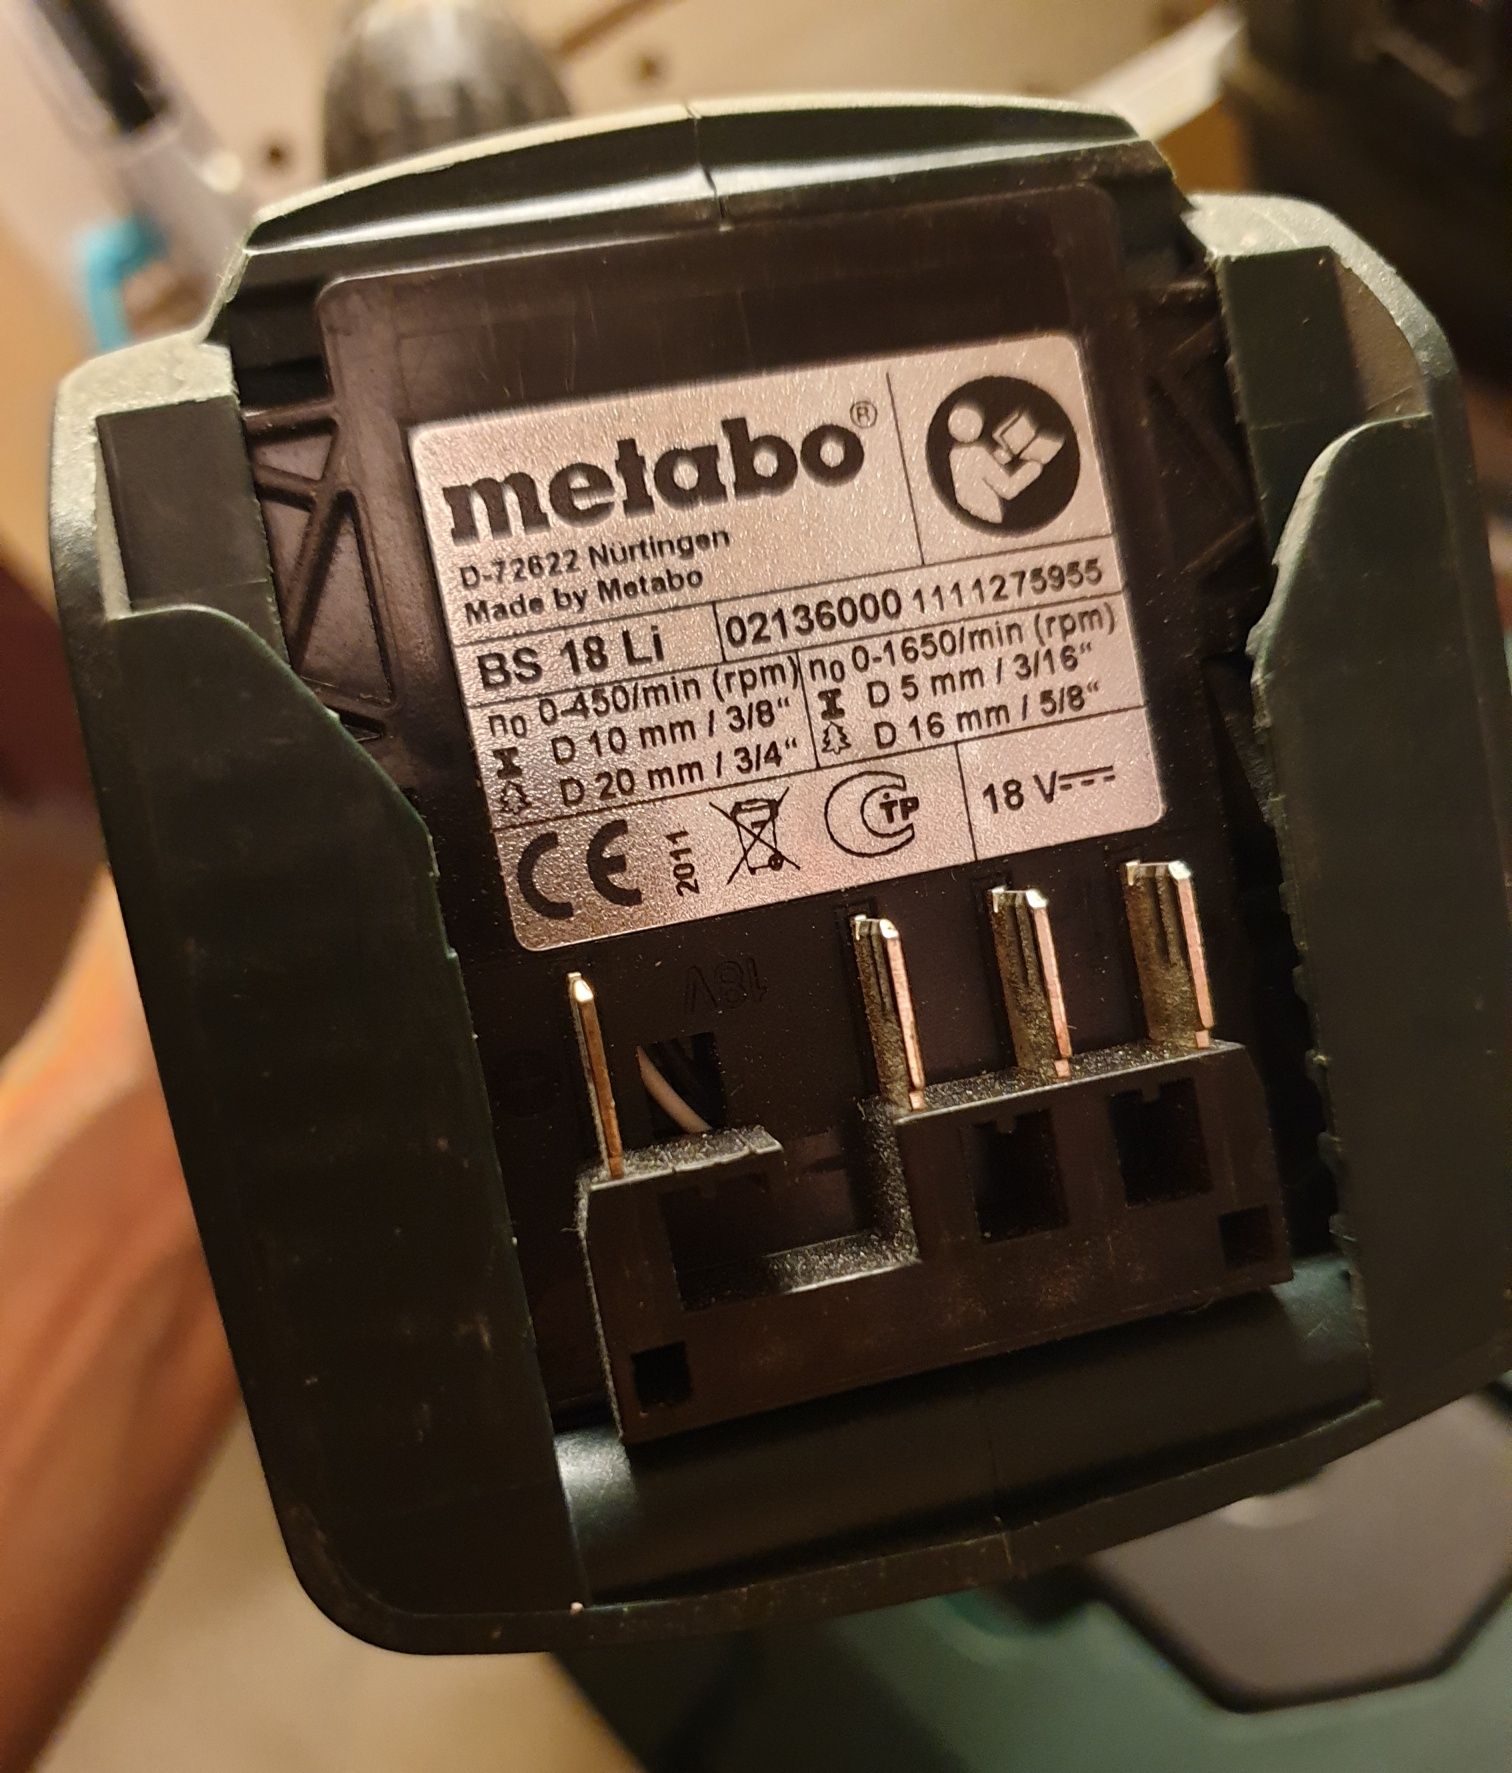 metabo®
D-72622 Nürtingen
Made by Metabo
BS 18 Li 02136000 1111275955
n₀ 0-450/min (rpm) n₀ 0-1650/min (rpm)
D 10 mm / 3/8“ D 5 mm / 3/16“
D 20 mm / 3/4“ D 16 mm / 5/8“
CE 2011 CTP 18 V
18V